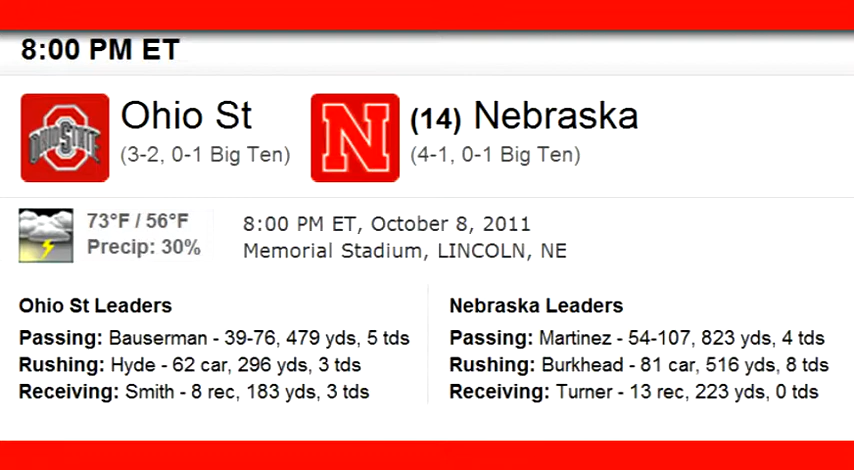 8:00 PM ET
Ohio St
(3-2, 0-1 Big Ten)
OHIO STATE
N
(14) Nebraska
(4-1, 0-1 Big Ten)
73°F / 56°F
Precip: 30%
8:00 PM ET, October 8, 2011
Memorial Stadium, LINCOLN, NE
Ohio St Leaders
Passing: Bauserman - 39-76, 479 yds, 5 tds
Rushing: Hyde - 62 car, 296 yds, 3 tds
Receiving: Smith - 8 rec, 183 yds, 3 tds
Nebraska Leaders
Passing: Martinez - 54-107, 823 yds, 4 tds
Rushing: Burkhead - 81 car, 516 yds, 8 tds
Receiving: Turner - 13 rec, 223 yds, 0 tds